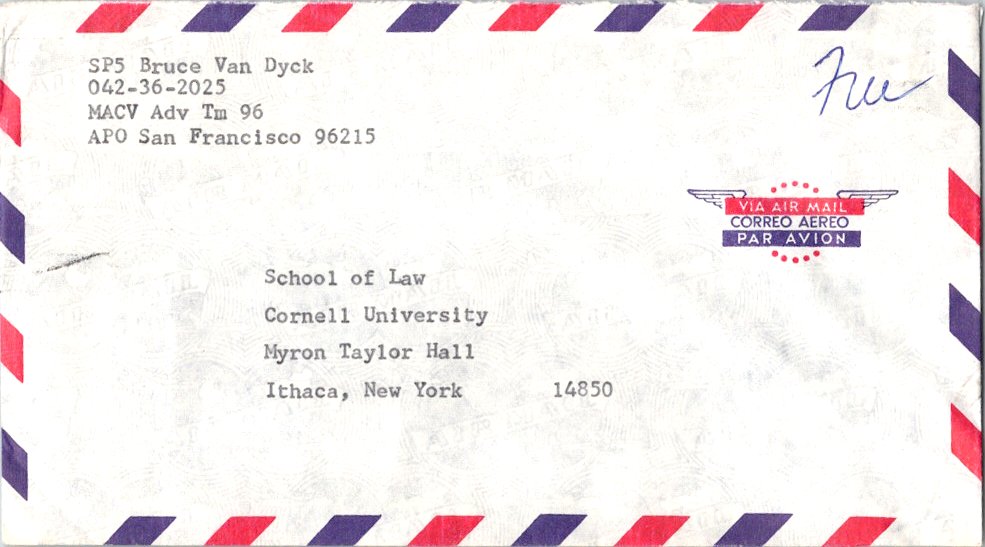 SP5 Bruce Van Dyck
042-36-2025
MACV Adv Tm 96
APO San Francisco 96215
Free
VIA AIR MAIL
CORREO AEREO
PAR AVION
School of Law
Cornell University
Myron Taylor Hall
Ithaca, New York 14850